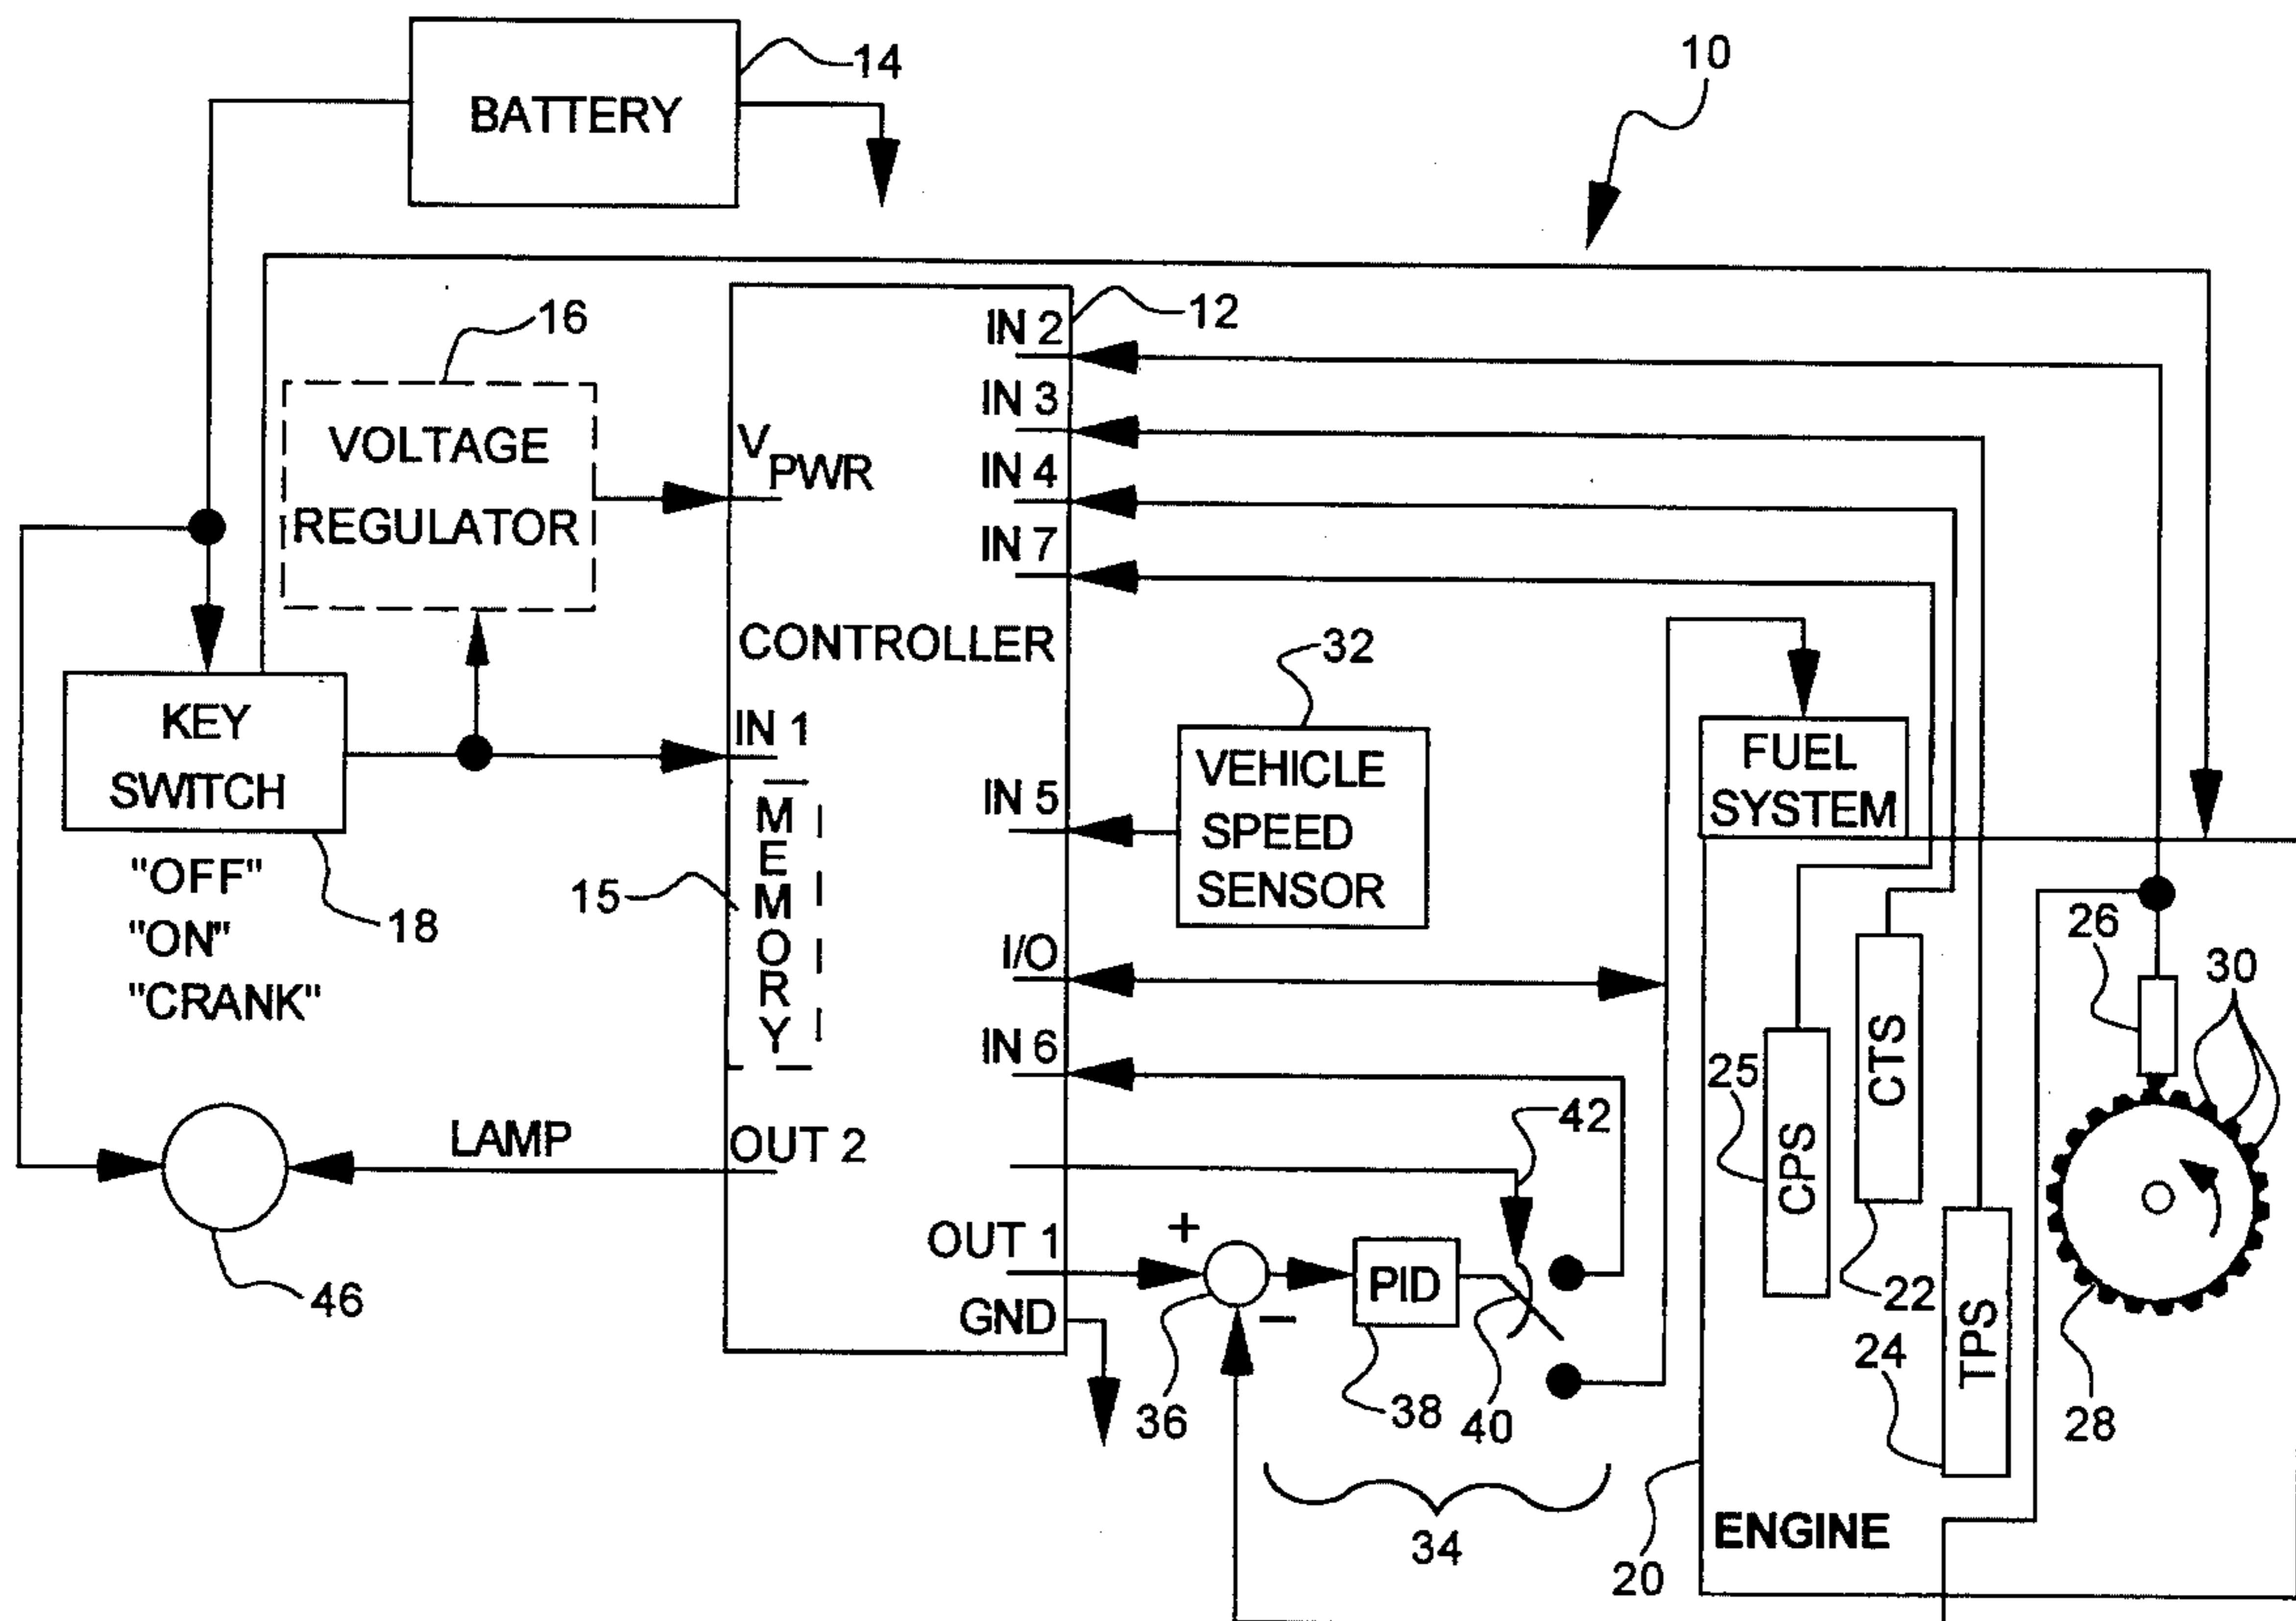 14
10
BATTERY
12
16
IN 2
IN 3
VOLTAGE
REGULATOR
V PWR
IN 4
IN 7
CONTROLLER
32
KEY
SWITCH
IN 1
VEHICLE
SPEED
SENSOR
FUEL
SYSTEM
IN 5
MEMORY
15
"OFF"
"ON"
"CRANK"
18
26
30
I/O
IN 6
25
CPS
CTS
42
LAMP
OUT 2
OUT 1
+
−
PID
46
GND
36
38
40
22
24
TPS
28
34
20
ENGINE